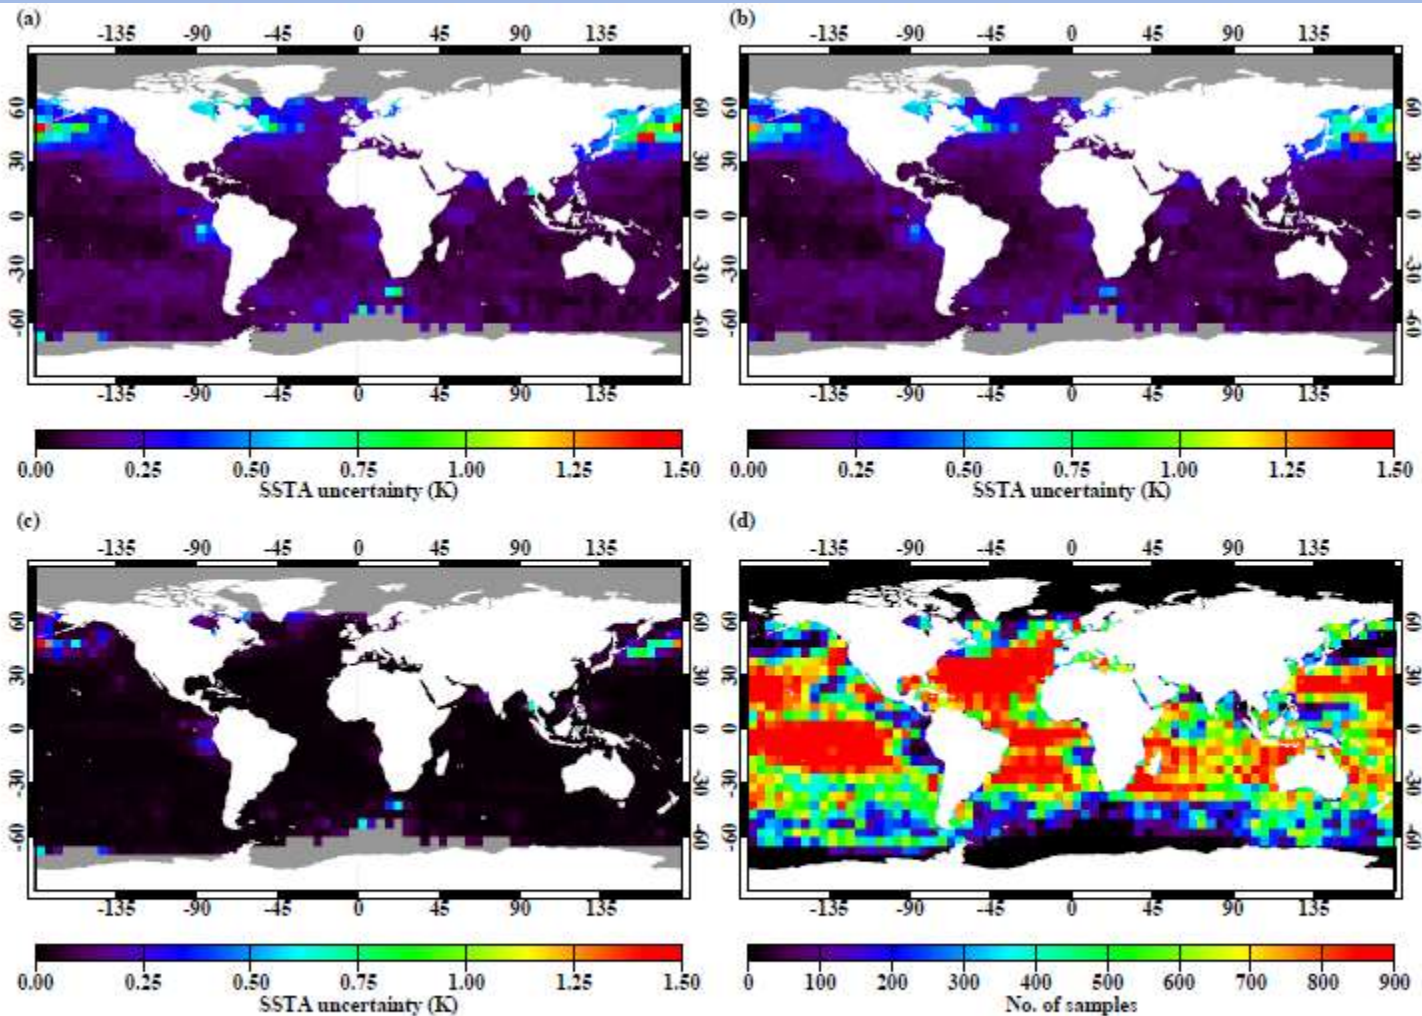 (a) (b)
-135 -90 -45 0 45 90 135 -135 -90 -45 0 45 90 135
60 60 60 60
30 30 30 30
0 0 0 0
-30 -30 -30 -30
-60 -60 -60 -60
-135 -90 -45 0 45 90 135 -135 -90 -45 0 45 90 135
0.00 0.25 0.50 0.75 1.00 1.25 1.50 0.00 0.25 0.50 0.75 1.00 1.25 1.50
SSTA uncertainty (K) SSTA uncertainty (K)
(c) (d)
-135 -90 -45 0 45 90 135 -135 -90 -45 0 45 90 135
60 60 60 60
30 30 30 30
0 0 0 0
-30 -30 -30 -30
-60 -60 -60 -60
-135 -90 -45 0 45 90 135 -135 -90 -45 0 45 90 135
0.00 0.25 0.50 0.75 1.00 1.25 1.50 0 100 200 300 400 500 600 700 800 900
SSTA uncertainty (K) No. of samples